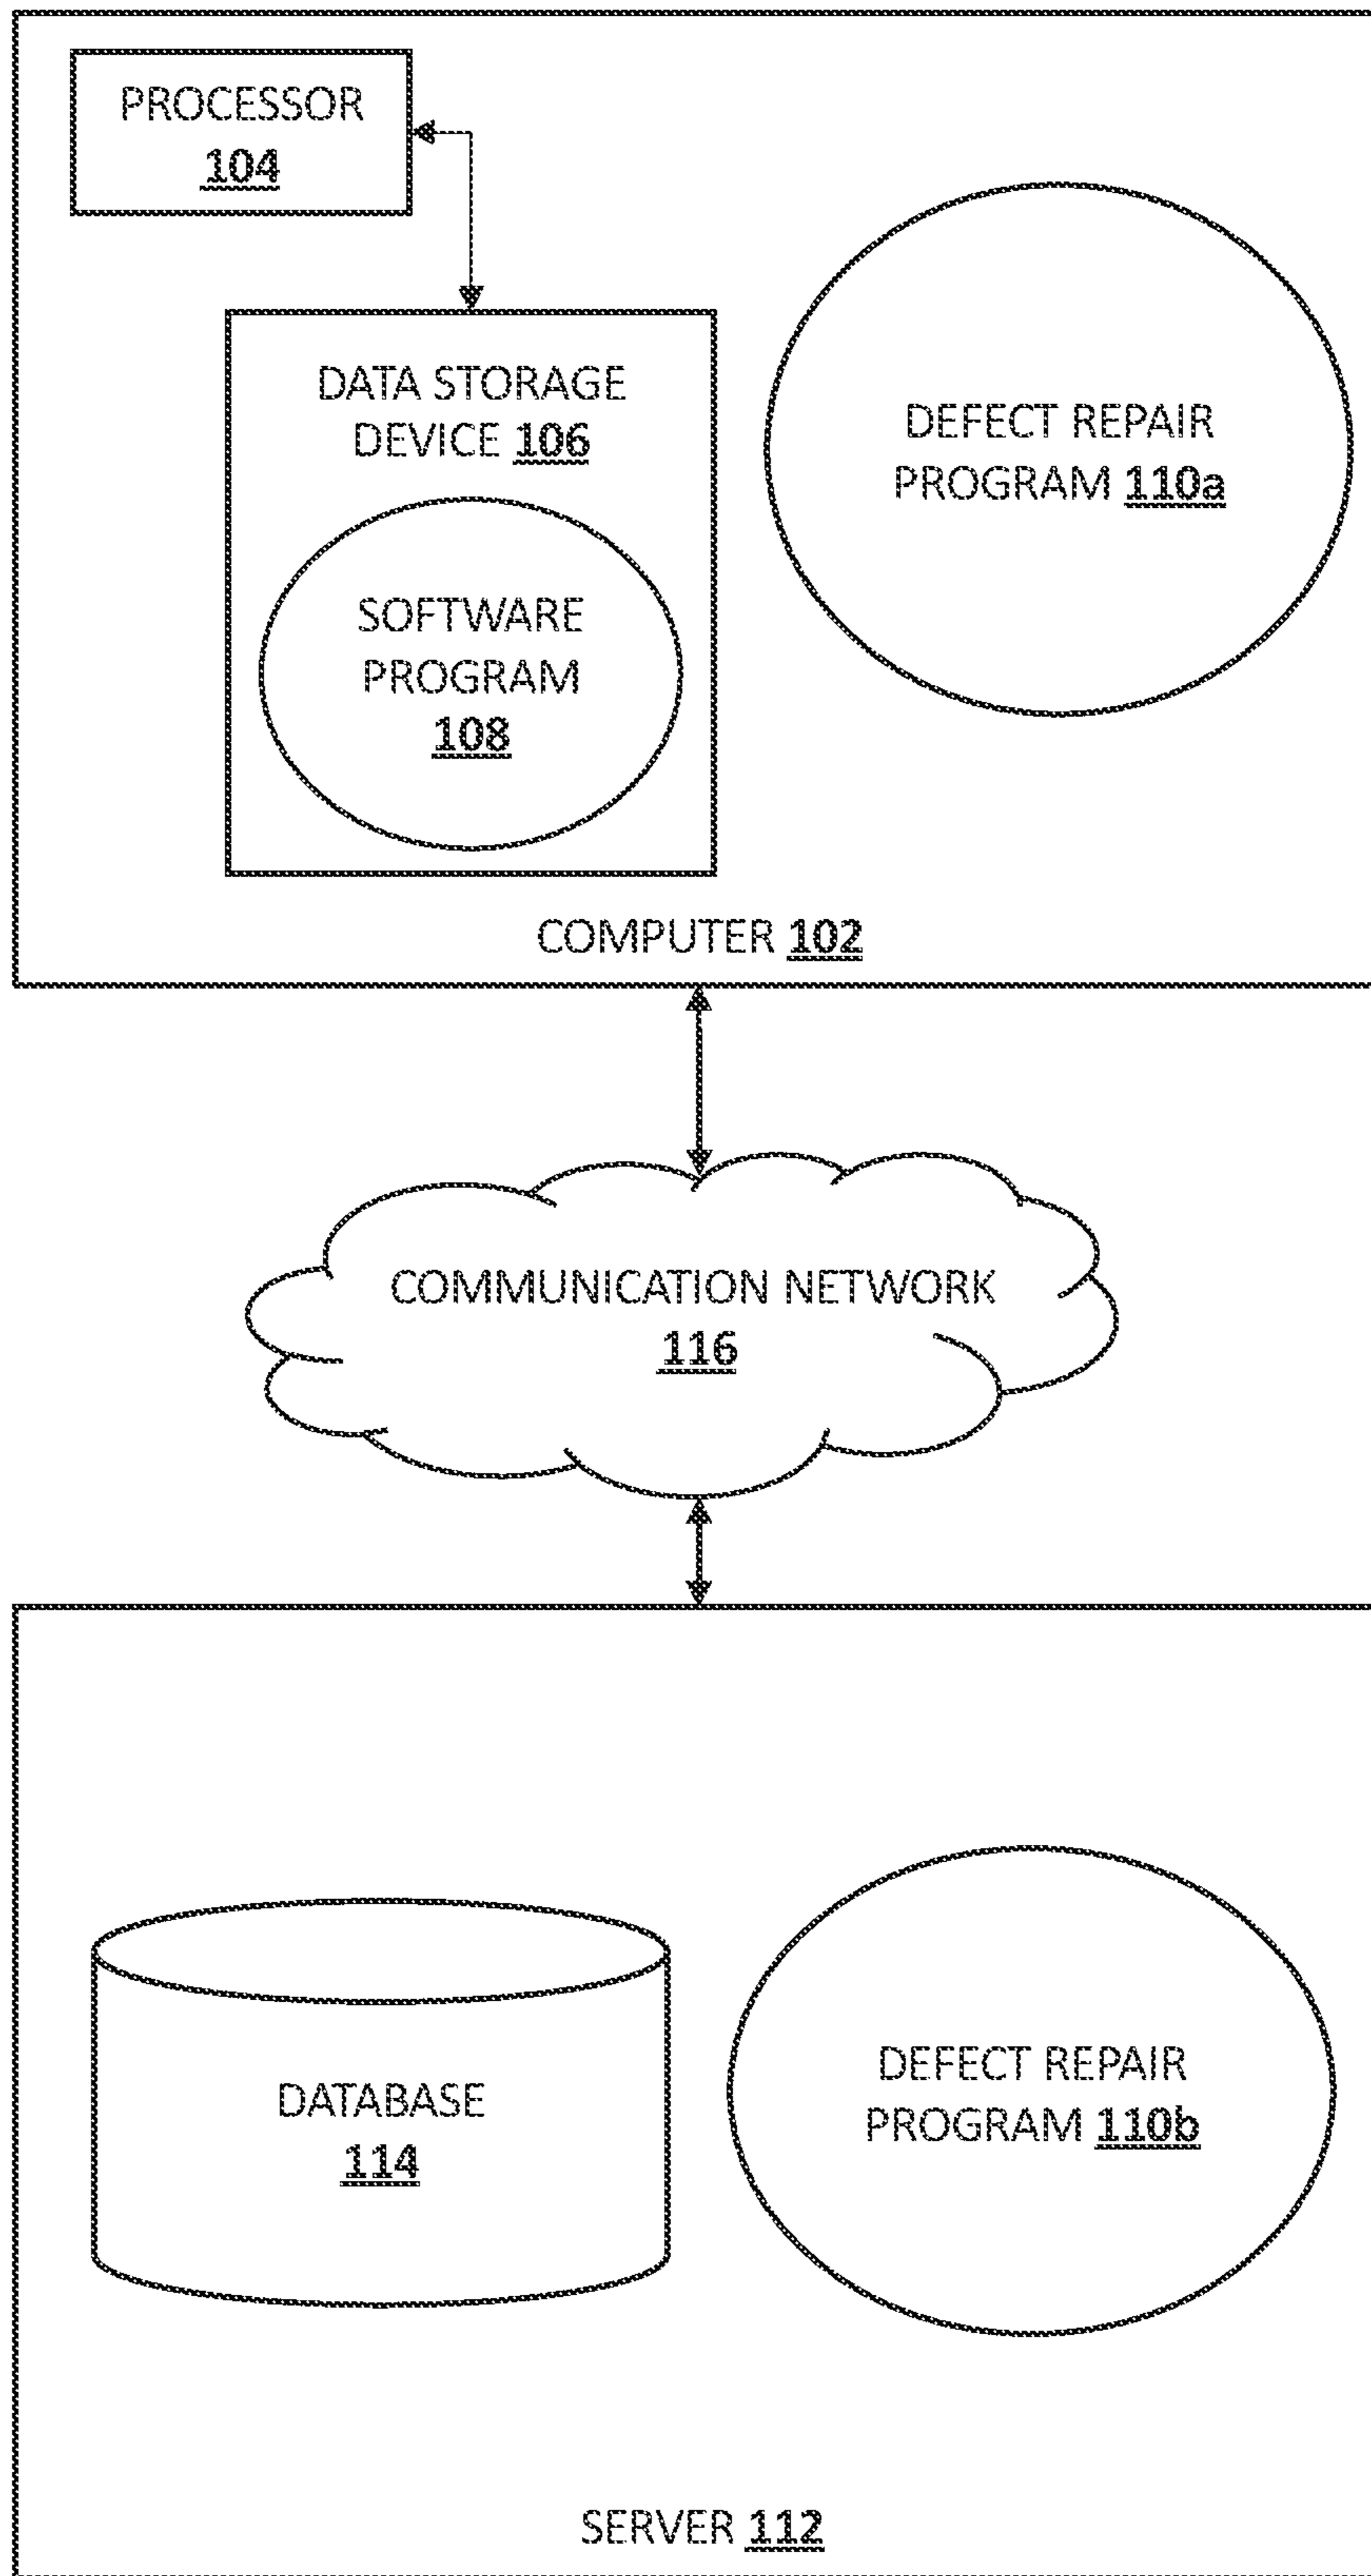 PROCESSOR
104
DATA STORAGE
DEVICE 106
SOFTWARE
PROGRAM
108
DEFECT REPAIR
PROGRAM 110a
COMPUTER 102
COMMUNICATION NETWORK
116
DATABASE
114
DEFECT REPAIR
PROGRAM 110b
SERVER 112